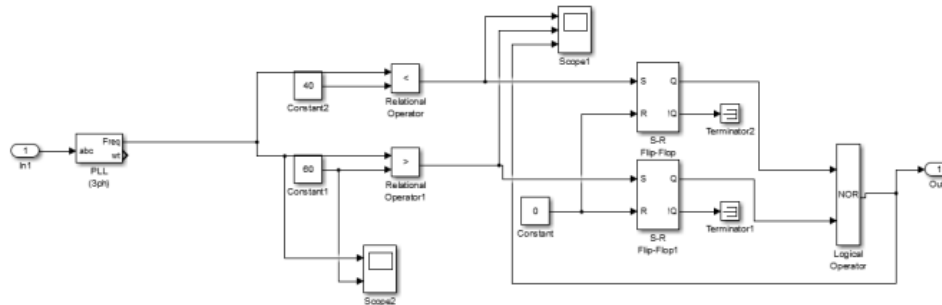 1
In1
abc
Freq
wt
PLL
(3ph)
40
Constant2
<
Relational
Operator
60
Constant1
>
Relational
Operator1
Scope2
Scope1
0
Constant
S
Q
R
!Q
S-R
Flip-Flop
Terminator2
S
Q
R
!Q
S-R
Flip-Flop1
Terminator1
NOR
Logical
Operator
1
Ou